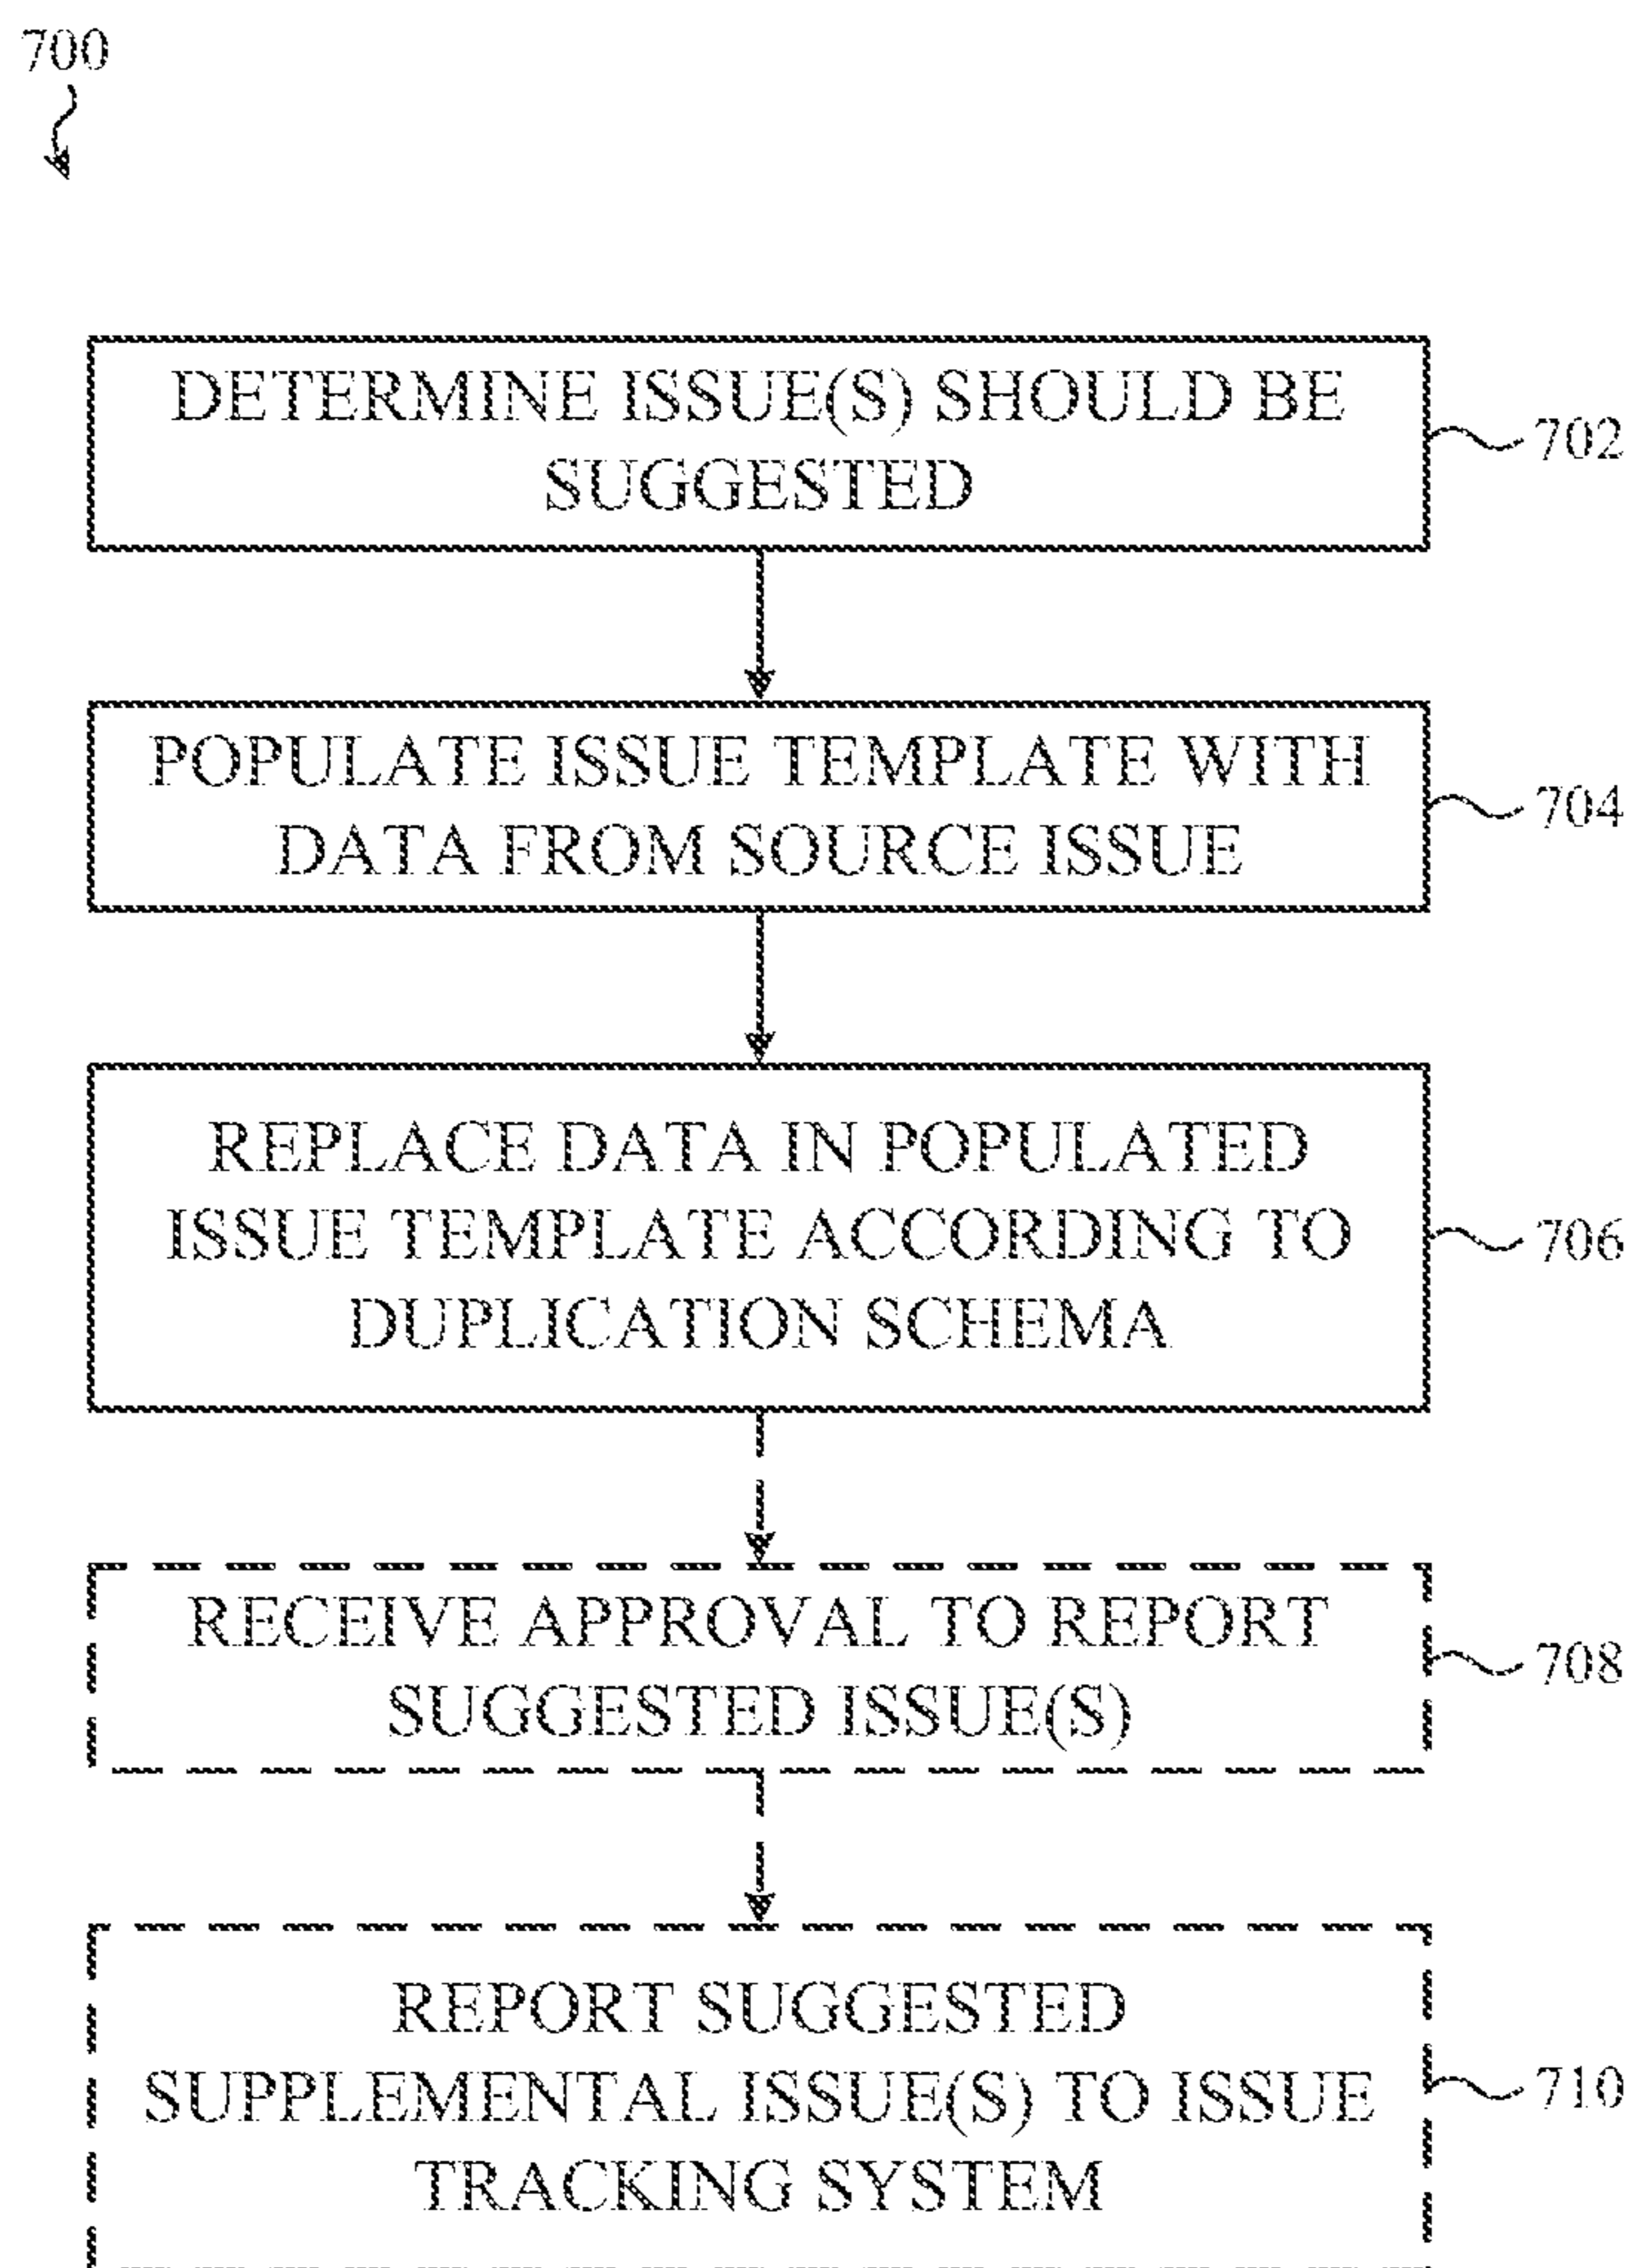 700
DETERMINE ISSUE(S) SHOULD BE
SUGGESTED
702
POPULATE ISSUE TEMPLATE WITH
DATA FROM SOURCE ISSUE
704
REPLACE DATA IN POPULATED
ISSUE TEMPLATE ACCORDING TO
DUPLICATION SCHEMA
706
RECEIVE APPROVAL TO REPORT
SUGGESTED ISSUE(S)
708
REPORT SUGGESTED
SUPPLEMENTAL ISSUE(S) TO ISSUE
TRACKING SYSTEM
710